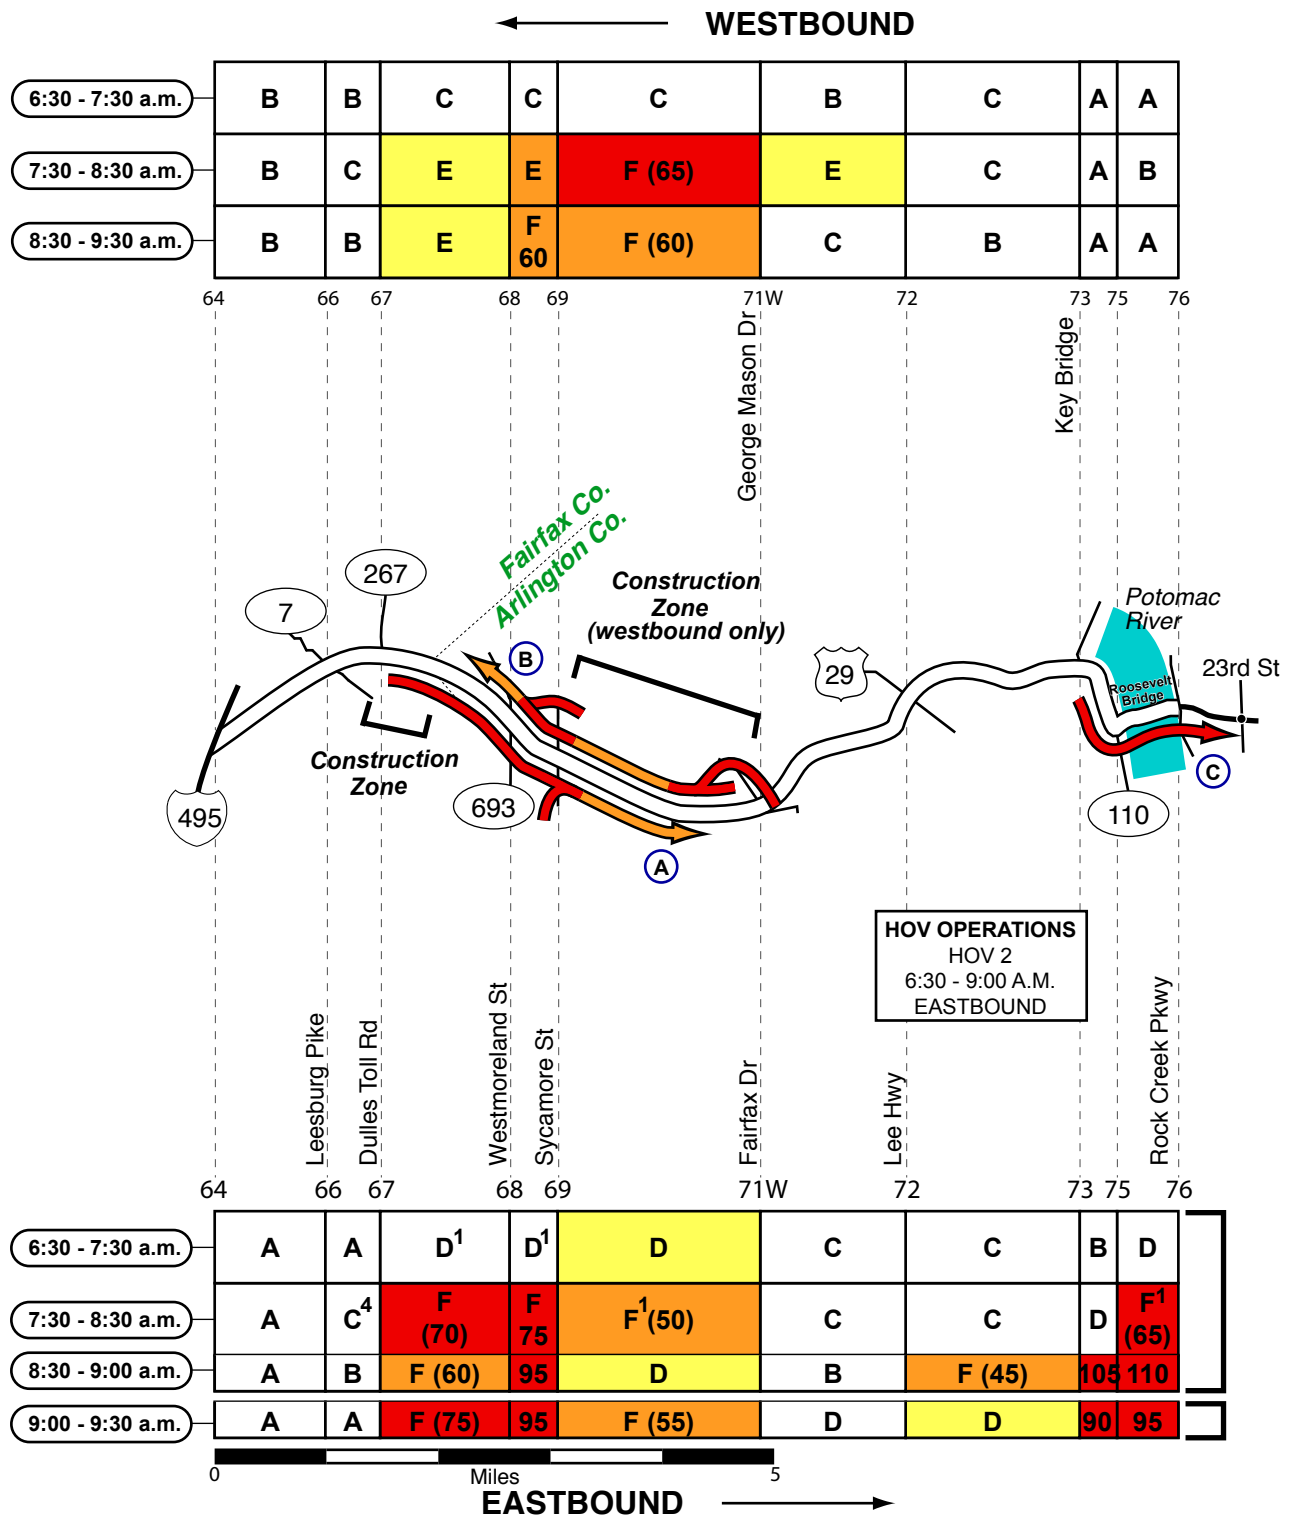 WESTBOUND
6:30 - 7:30 a.m. B B C C C B C A A
7:30 - 8:30 a.m. B C E E F (65) E C A B
8:30 - 9:30 a.m. B B E F 60 F (60) C B A A
64 66 67 68 69 71W 72 73 75 76
George Mason Dr
Key Bridge
Fairfax Co.
Arlington Co.
267
7
Construction
Zone
(westbound only)
Potomac
River
B
29
23rd St
Roosevelt
Bridge
Construction
Zone
C
495
693
110
A
HOV OPERATIONS
HOV 2
6:30 - 9:00 A.M.
EASTBOUND
Leesburg Pike
Dulles Toll Rd
Westmoreland St
Sycamore St
Fairfax Dr
Lee Hwy
Rock Creek Pkwy
64 66 67 68 69 71W 72 73 75 76
6:30 - 7:30 a.m. A A D1 D1 D C C B D
7:30 - 8:30 a.m. A C4 F (70) F 75 F1(50) C C D F1 (65)
8:30 - 9:00 a.m. A B F (60) 95 D B F (45) 105 110
9:00 - 9:30 a.m. A A F (75) 95 F (55) D D 90 95
0 Miles 5
EASTBOUND